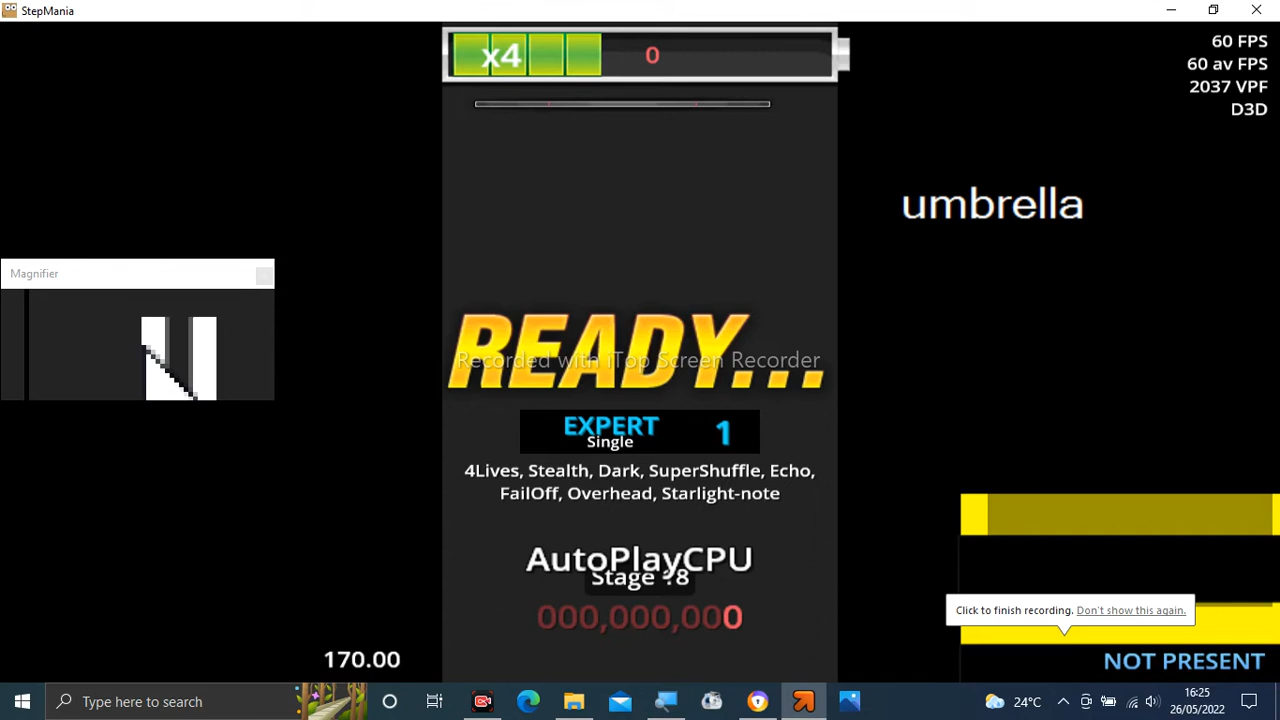 StepMania
x4
0
60 FPS
60 av FPS
2037 VPF
D3D
umbrella
Magnifier
READY...
Recorded with iTop Screen Recorder
EXPERT 1
Single
4Lives, Stealth, Dark, SuperShuffle, Echo,
FailOff, Overhead, Starlight-note
AutoPlayCPU
000,000,000
170.00
Click to finish recording. Don't show this again.
NOT PRESENT
Type here to search
24°C
16:25
26/05/2022